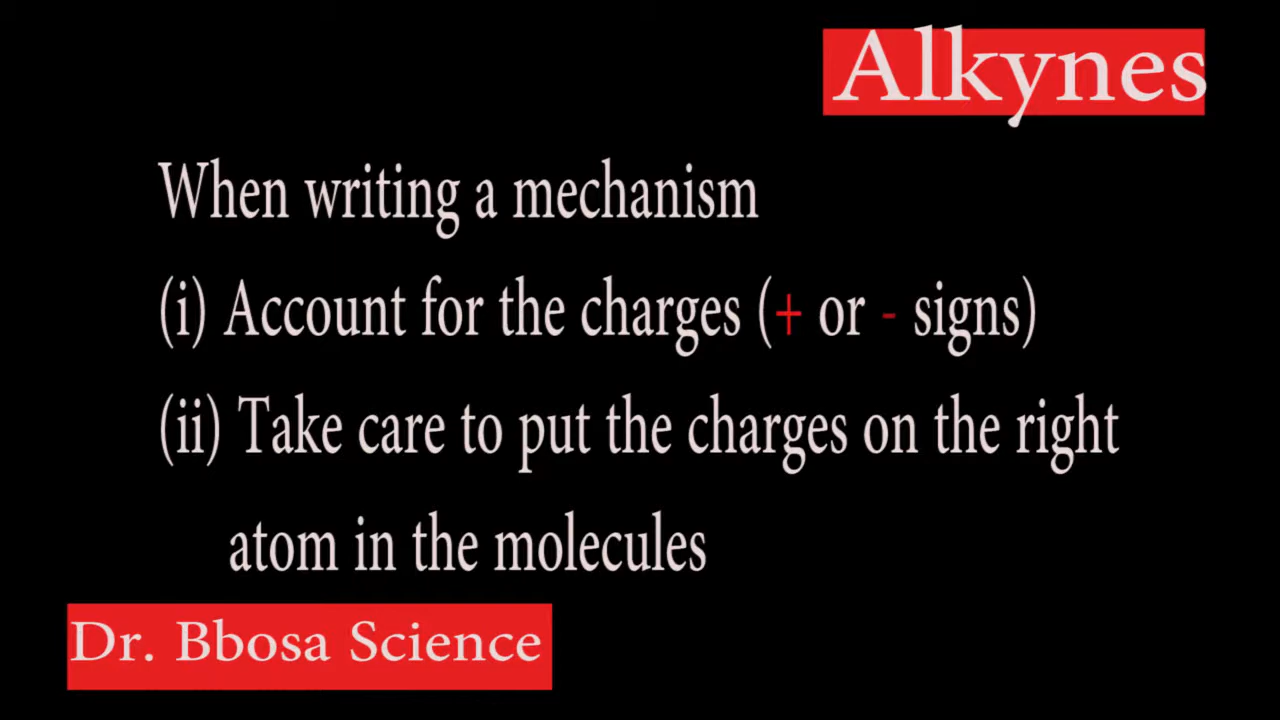 Alkynes
When writing a mechanism
(i) Account for the charges (+ or - signs)
(ii) Take care to put the charges on the right
atom in the molecules
Dr. Bbosa Science